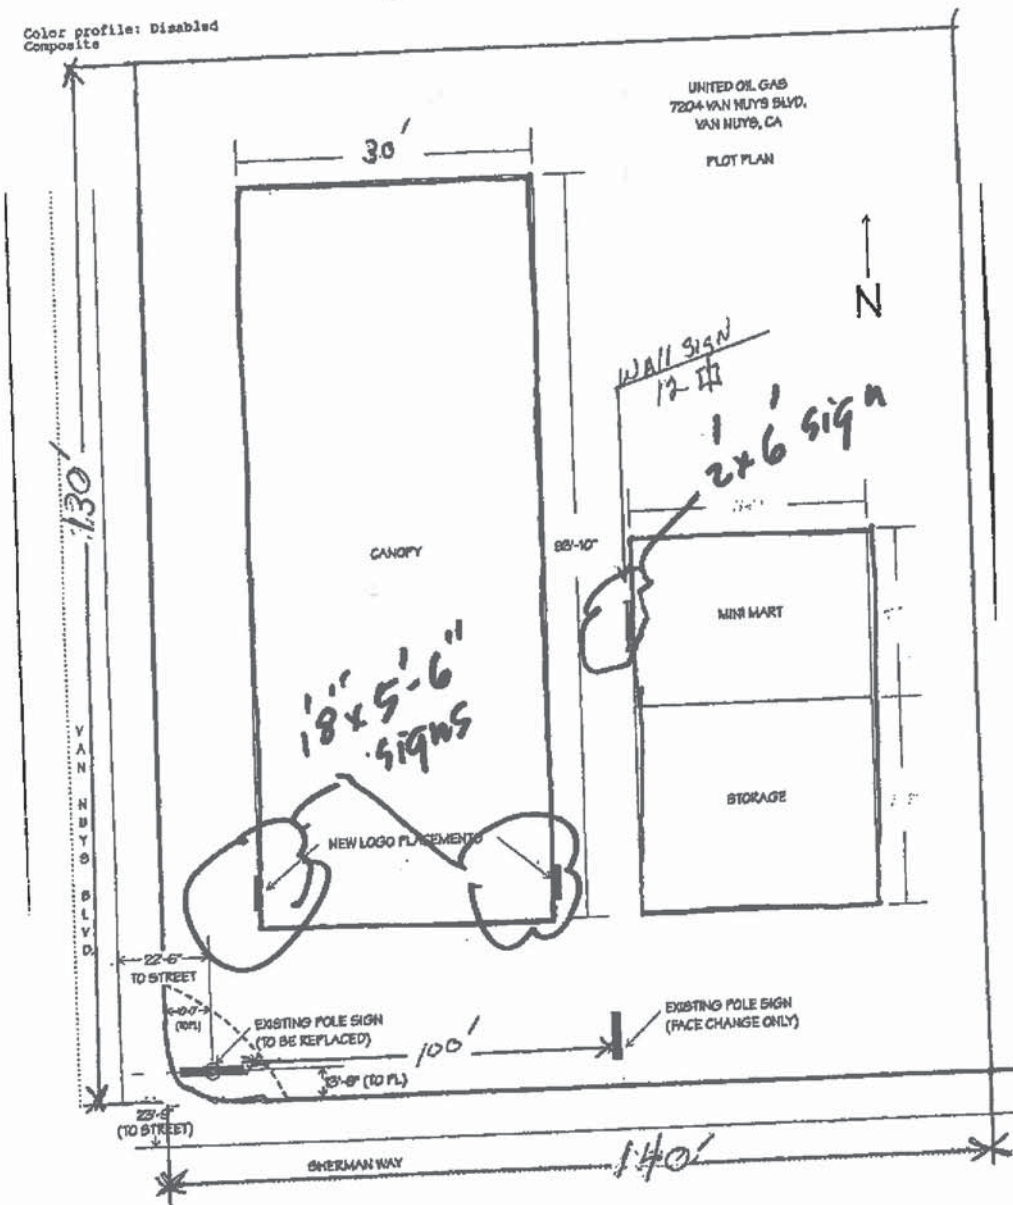 Color profile: Disabled
Composite
UNITED OIL GAS
7204 VAN NUYS BLVD.
VAN NUYS, CA
PLOT PLAN
30'
N
WALL SIGN
12
2' x 6' sign
130'
CANOPY
MINI MART
18" x 5'-6"
signs
VAN NUYS BLVD.
STORAGE
NEW LOGO PLACEMENTS
22'-6"
TO STREET
EXISTING POLE SIGN
(TO BE REPLACED)
100'
EXISTING POLE SIGN
(FACE CHANGE ONLY)
(TO PL)
(TO STREET)
SHERMAN WAY
140'